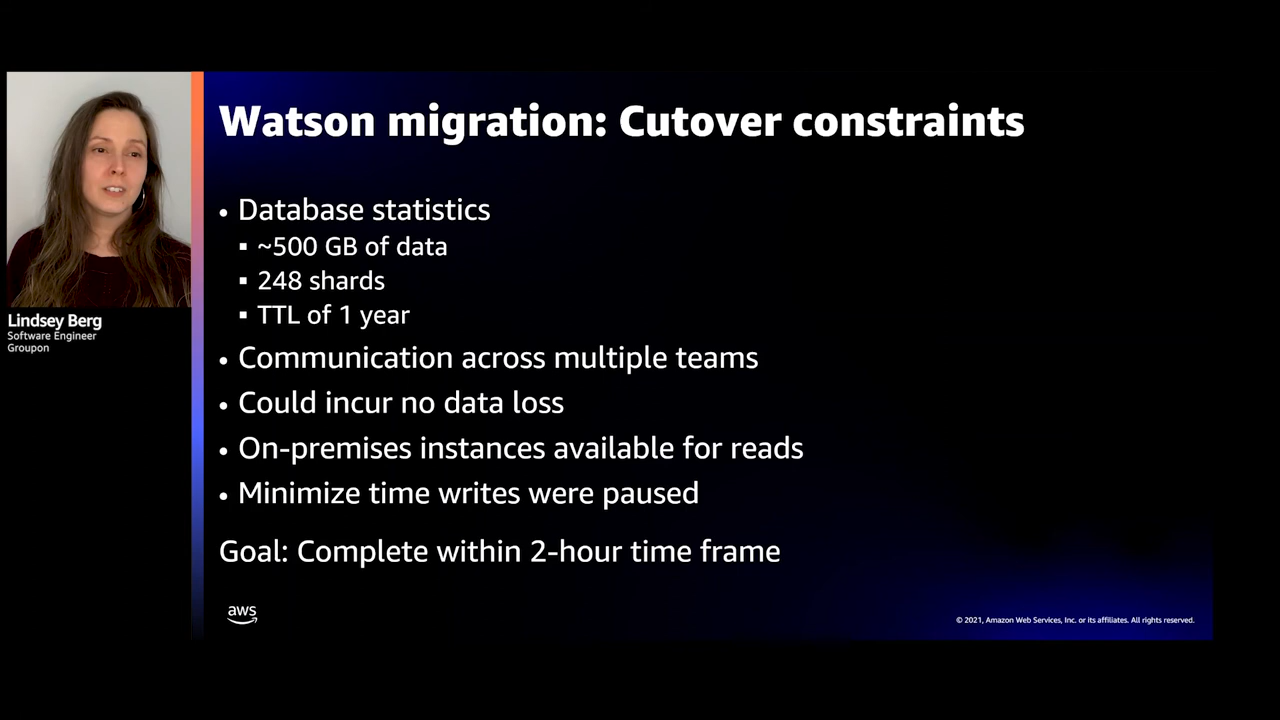 Watson migration: Cutover constraints
• Database statistics
▪ ~500 GB of data
▪ 248 shards
▪ TTL of 1 year
• Communication across multiple teams
• Could incur no data loss
• On-premises instances available for reads
• Minimize time writes were paused
Goal: Complete within 2-hour time frame
Lindsey Berg
Software Engineer
Groupon
aws
© 2021, Amazon Web Services, Inc. or its affiliates. All rights reserved.